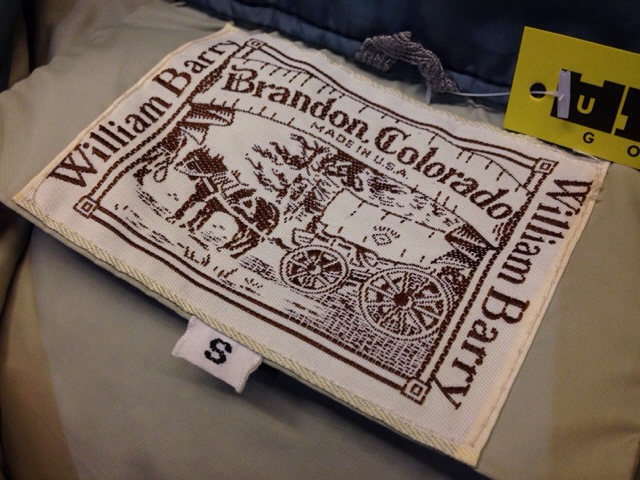 William Barry
Brandon, Colorado
MADE IN U.S.A.
William Barry
S
U
GO